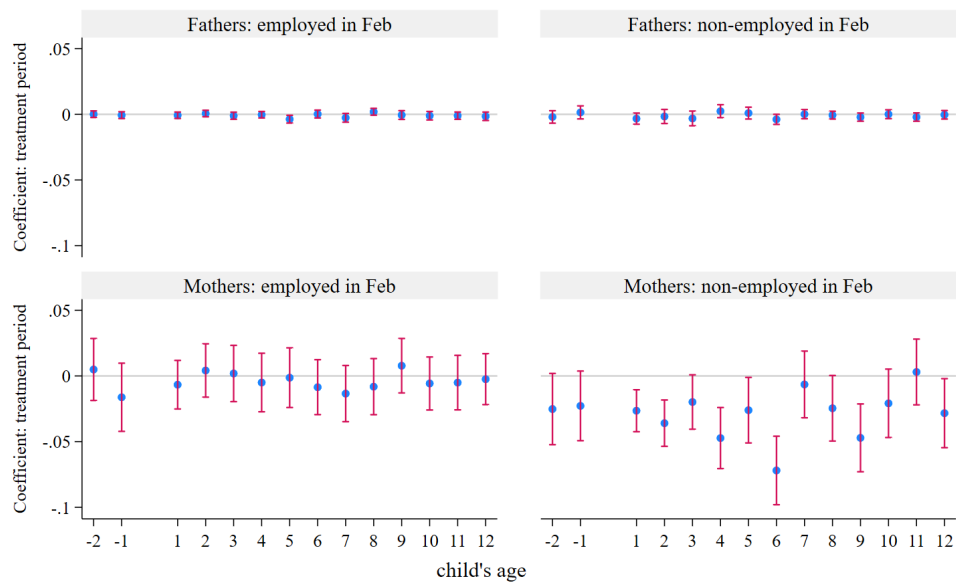 Fathers: employed in Feb
Fathers: non-employed in Feb
Coefficient: treatment period
.05
0
-.05
-.1
Mothers: employed in Feb
Mothers: non-employed in Feb
Coefficient: treatment period
.05
0
-.05
-.1
-2 -1 1 2 3 4 5 6 7 8 9 10 11 12
-2 -1 1 2 3 4 5 6 7 8 9 10 11 12
child's age